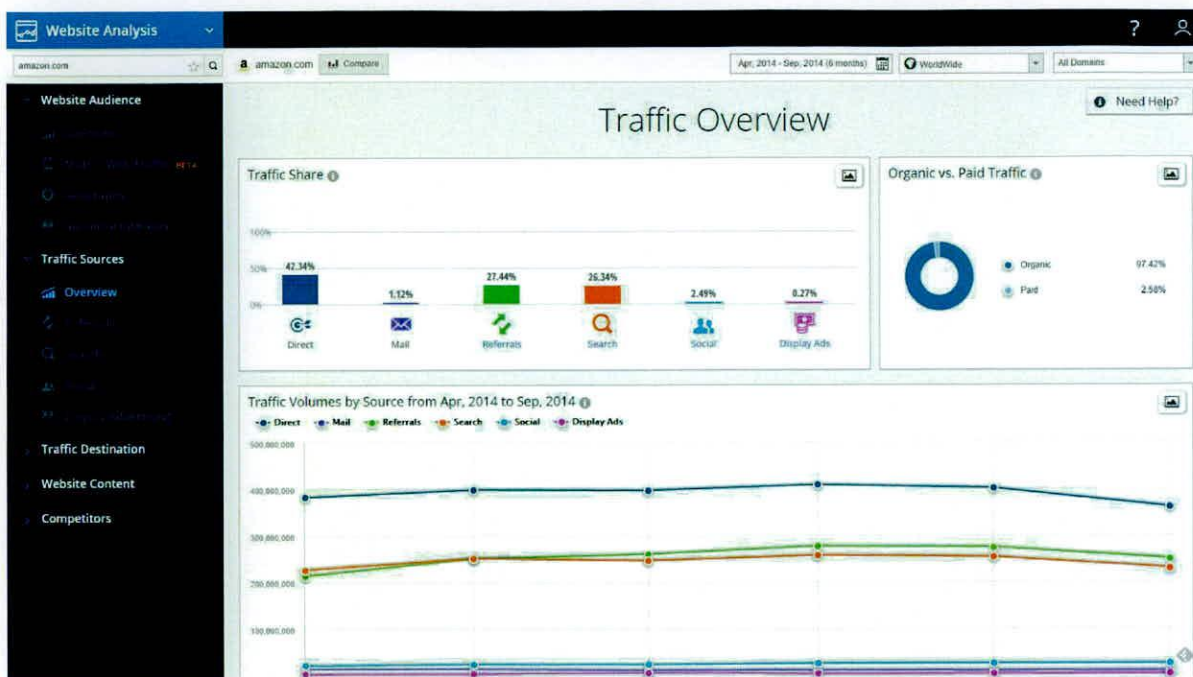 Website Analysis
?
amazon.com
a amazon.com Compare
Apr, 2014 - Sep, 2014 (6 months) WorldWide All Domains
Website Audience
BETA
Traffic Sources
Overview
Traffic Destination
Website Content
Competitors
Traffic Overview
Need Help?
Traffic Share
100%
50%
0%
42.34% 1.12% 27.44% 26.34% 2.49% 0.27%
Direct Mail Referrals Search Social Display Ads
Organic vs. Paid Traffic
Organic 97.42%
Paid 2.58%
Traffic Volumes by Source from Apr, 2014 to Sep, 2014
Direct Mail Referrals Search Social Display Ads
500,000,000
400,000,000
300,000,000
200,000,000
100,000,000